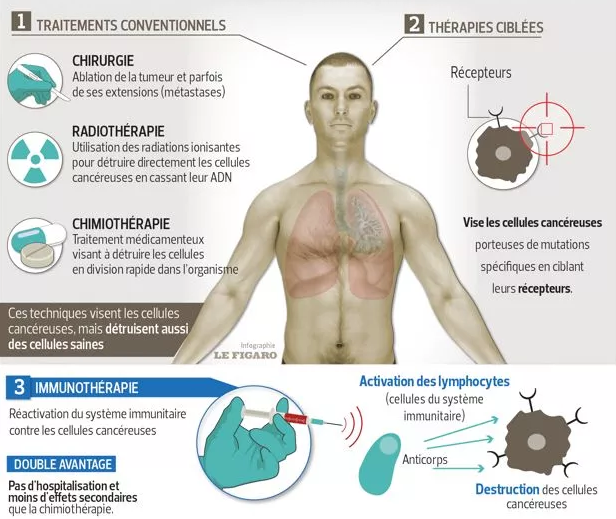 1 TRAITEMENTS CONVENTIONNELS
CHIRURGIE
Ablation de la tumeur et parfois
de ses extensions (métastases)
RADIOTHÉRAPIE
Utilisation des radiations ionisantes
pour détruire directement les cellules
cancéreuses en cassant leur ADN
CHIMIOTHÉRAPIE
Traitement médicamenteux
visant à détruire les cellules
en division rapide dans l'organisme
Ces techniques visent les cellules
cancéreuses, mais détruisent aussi
des cellules saines
Infographie
LE FIGARO
2 THÉRAPIES CIBLÉES
Récepteurs
Vise les cellules cancéreuses
porteuses de mutations
spécifiques en ciblant
leurs récepteurs.
3 IMMUNOTHÉRAPIE
Réactivation du système immunitaire
contre les cellules cancéreuses
DOUBLE AVANTAGE
Pas d'hospitalisation et
moins d'effets secondaires
que la chimiothérapie.
Activation des lymphocytes
(cellules du système
immunitaire)
Anticorps
Destruction des cellules
cancéreuses